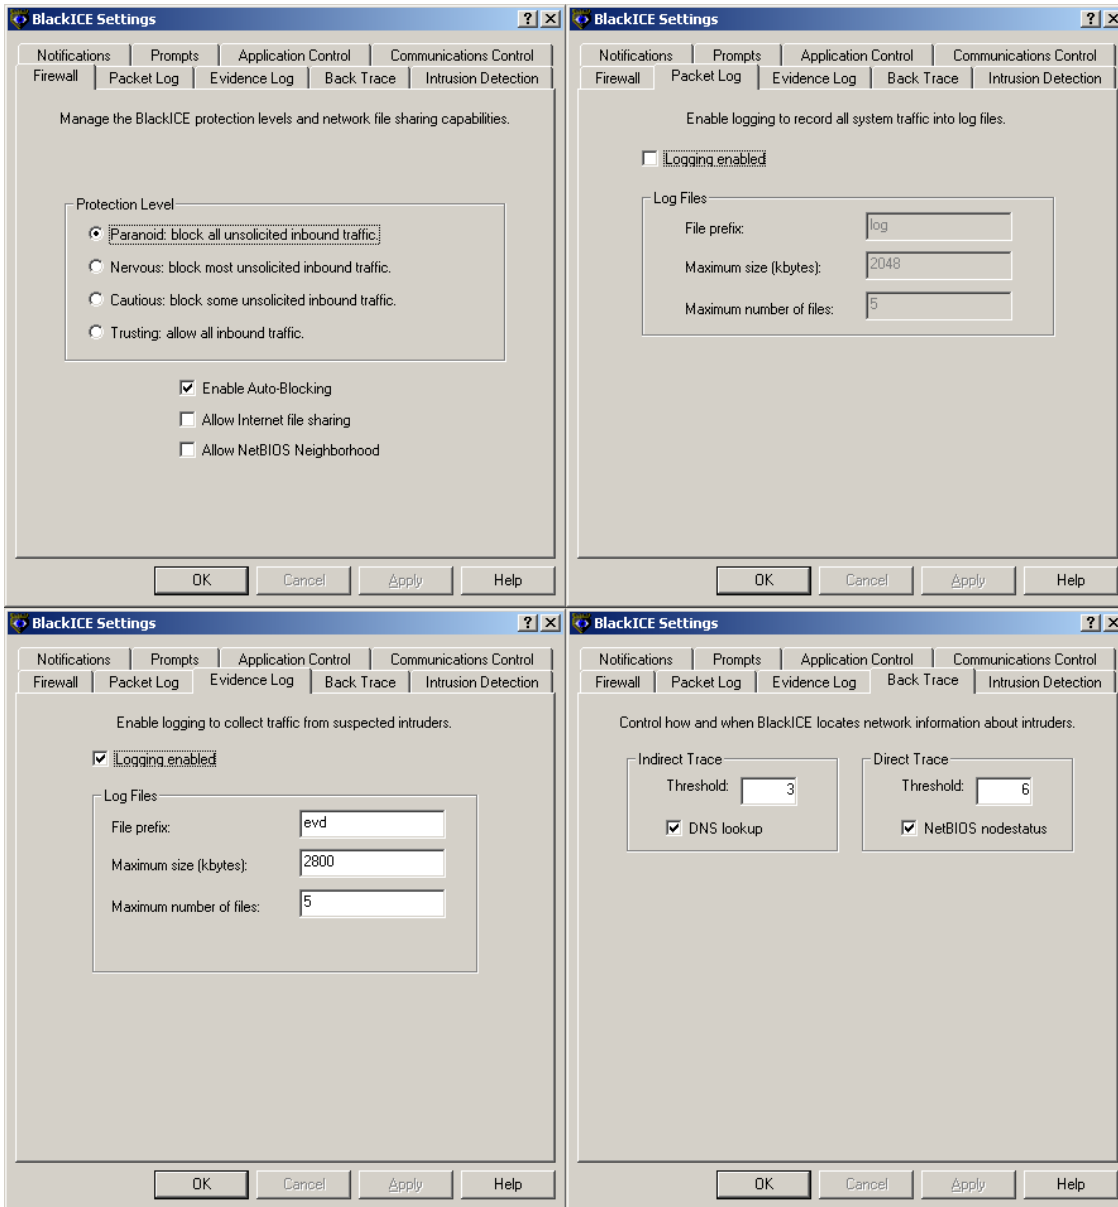 BlackICE Settings
Notifications Prompts Application Control Communications Control
Firewall Packet Log Evidence Log Back Trace Intrusion Detection
Manage the BlackICE protection levels and network file sharing capabilities.
Protection Level
Paranoid: block all unsolicited inbound traffic.
Nervous: block most unsolicited inbound traffic.
Cautious: block some unsolicited inbound traffic.
Trusting: allow all inbound traffic.
Enable Auto-Blocking
Allow Internet file sharing
Allow NetBIOS Neighborhood
OK Cancel Apply Help
BlackICE Settings
Notifications Prompts Application Control Communications Control
Firewall Packet Log Evidence Log Back Trace Intrusion Detection
Enable logging to record all system traffic into log files.
Logging enabled
Log Files
File prefix: log
Maximum size (kbytes): 2048
Maximum number of files: 5
OK Cancel Apply Help
BlackICE Settings
Notifications Prompts Application Control Communications Control
Firewall Packet Log Evidence Log Back Trace Intrusion Detection
Enable logging to collect traffic from suspected intruders.
Logging enabled
Log Files
File prefix: evd
Maximum size (kbytes): 2800
Maximum number of files: 5
OK Cancel Apply Help
BlackICE Settings
Notifications Prompts Application Control Communications Control
Firewall Packet Log Evidence Log Back Trace Intrusion Detection
Control how and when BlackICE locates network information about intruders.
Indirect Trace
Threshold: 3
DNS lookup
Direct Trace
Threshold: 6
NetBIOS nodestatus
OK Cancel Apply Help